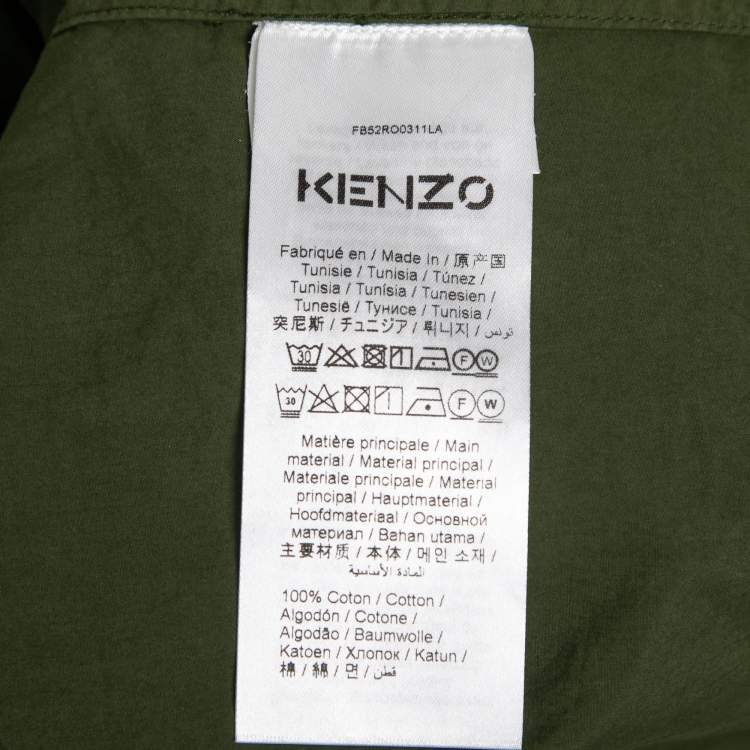 FB52RO0311LA
KENZO
Fabriqué en / Made In / 原产国
Tunisie / Tunisia / Túnez /
Tunisia / Tunísia / Tunesien /
Tunesië / Тунисе / Tunisia /
突尼斯 / チュニジア / 튀니지 / تونس
30 F W
30 F W
Matière principale / Main
material / Material principal /
Materiale principale / Material
principal / Hauptmaterial /
Hoofdmateriaal / Основной
материал / Bahan utama /
主要材质 / 本体 / 메인 소재 /
المادة الأساسية
100% Coton / Cotton /
Algodón / Cotone /
Algodão / Baumwolle /
Katoen / Хлопок / Katun /
棉 / 綿 / 면 / قطن